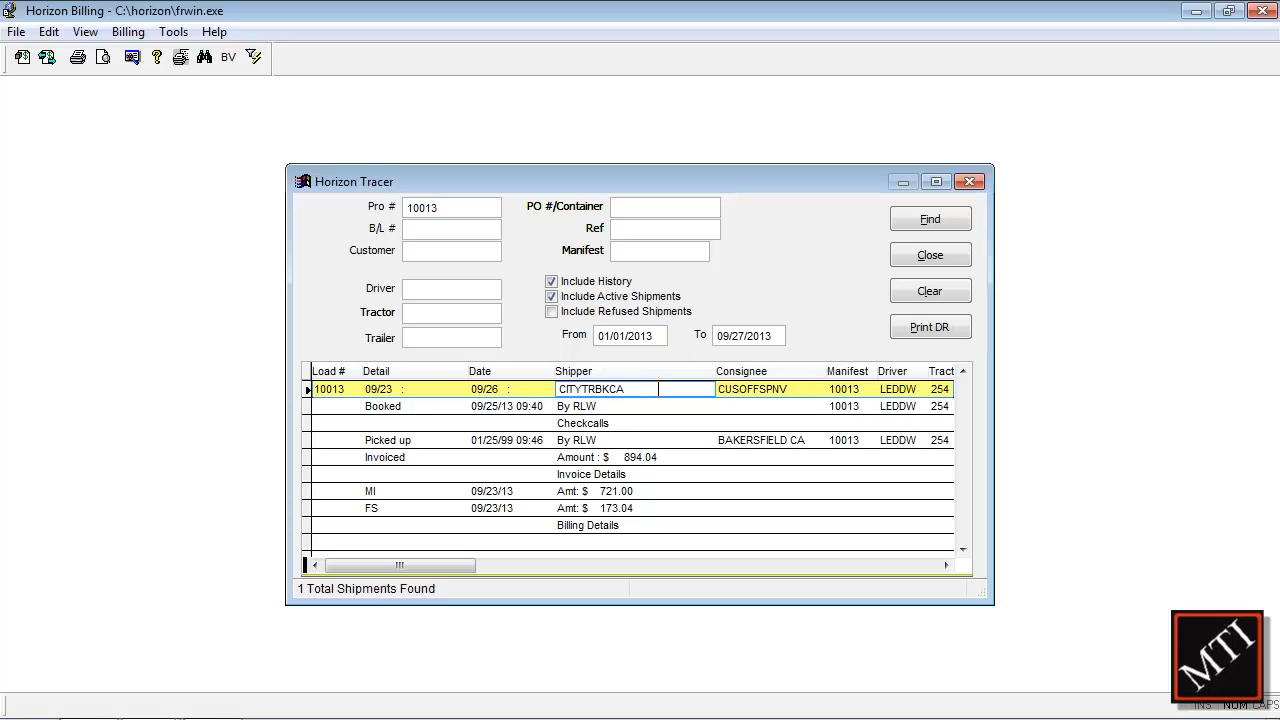 Horizon Billing - C:\horizon\frwin.exe
File Edit View Billing Tools Help
BV
Horizon Tracer
Pro # 10013 PO #/Container
B/L # Ref
Customer Manifest
Driver
Tractor
Trailer
Include History
Include Active Shipments
Include Refused Shipments
From 01/01/2013 To 09/27/2013
Find
Close
Clear
Print DR
Load # Detail Date Shipper Consignee Manifest Driver Tract
10013 09/23 : 09/26 : CITYTRBKCA CUSOFFSPNV 10013 LEDDW 254
Booked 09/25/13 09:40 By RLW 10013 LEDDW 254
Checkcalls
Picked up 01/25/99 09:46 By RLW BAKERSFIELD CA 10013 LEDDW 254
Invoiced Amount : $ 894.04
Invoice Details
MI 09/23/13 Amt: $ 721.00
FS 09/23/13 Amt: $ 173.04
Billing Details
1 Total Shipments Found
MTI
INS NUM CAPS